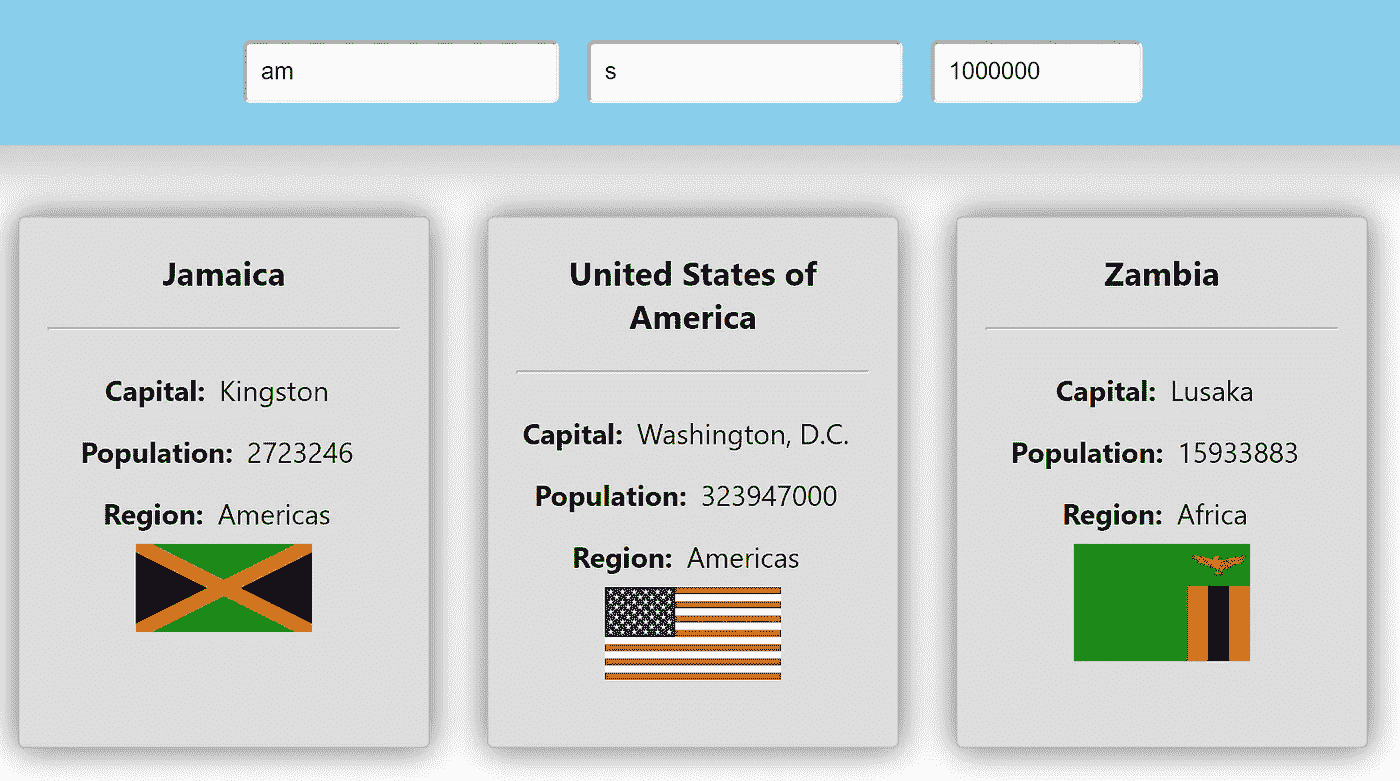 am
s
1000000
Jamaica
Capital: Kingston
Population: 2723246
Region: Americas
United States of
America
Capital: Washington, D.C.
Population: 323947000
Region: Americas
Zambia
Capital: Lusaka
Population: 15933883
Region: Africa